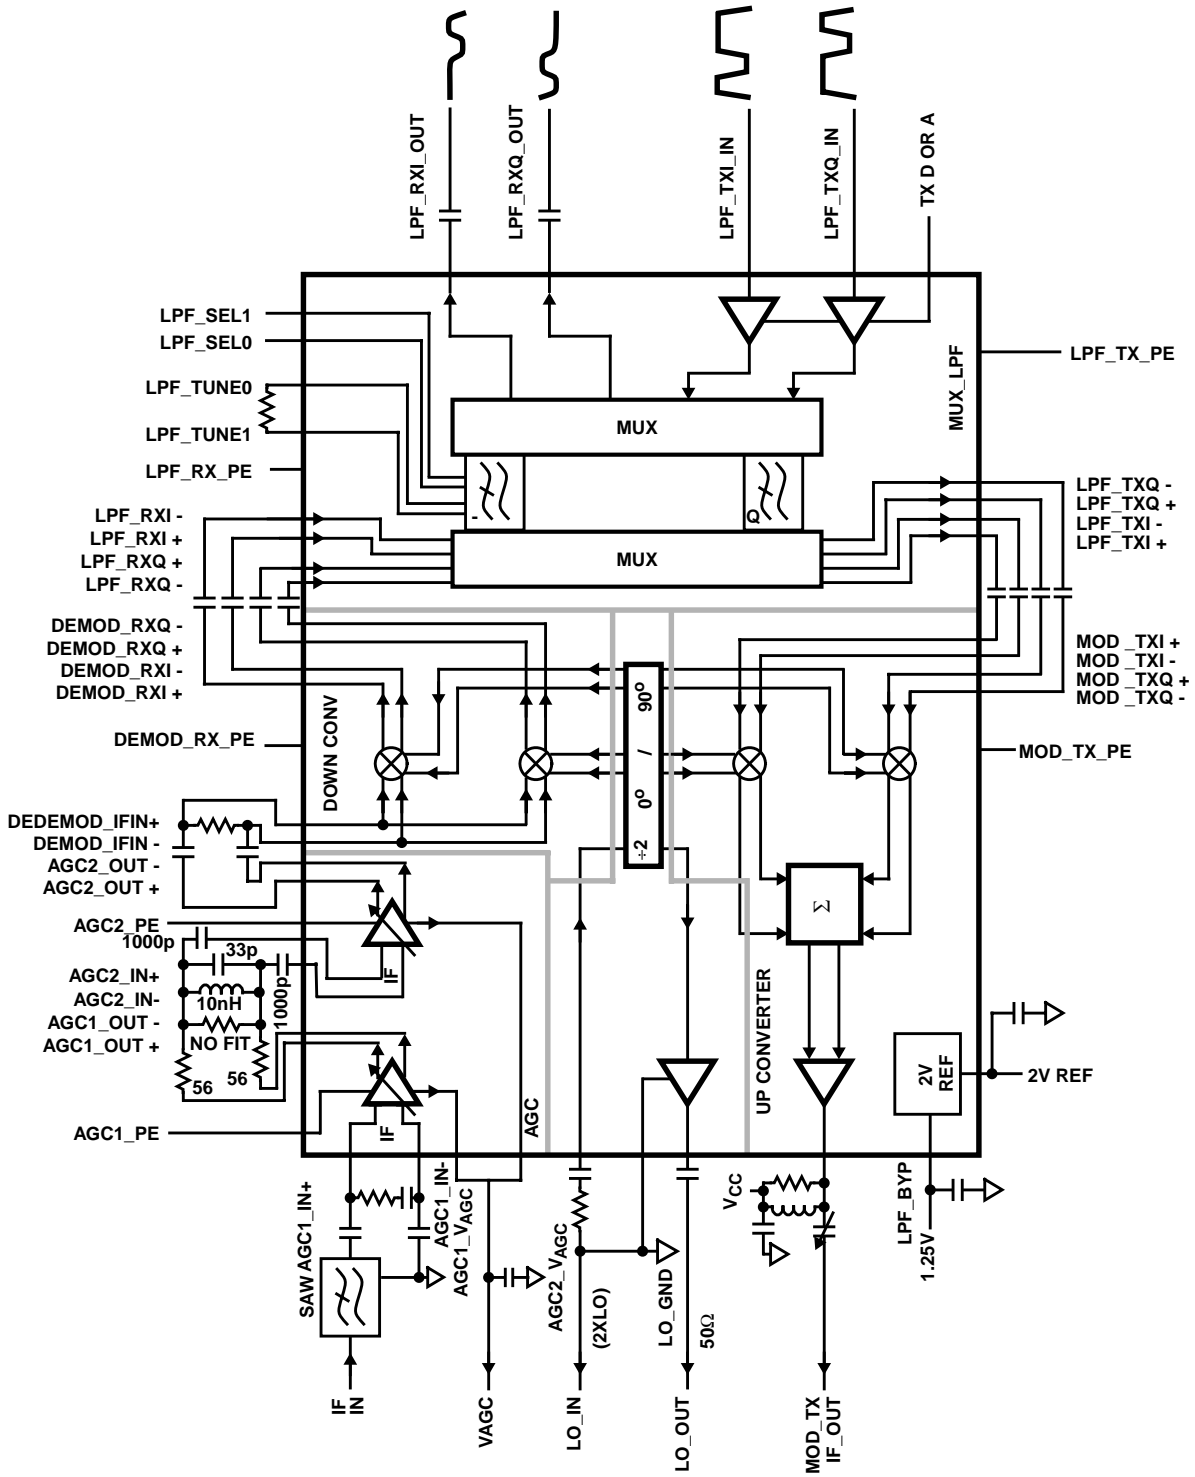 LPF_RXI_OUT
LPF_RXQ_OUT
LPF_TXI_IN
LPF_TXQ_IN
TX D OR A
LPF_SEL1
LPF_SEL0
LPF_TUNE0
LPF_TUNE1
LPF_RX_PE
LPF_RXI -
LPF_RXI +
LPF_RXQ +
LPF_RXQ -
DEMOD_RXQ -
DEMOD_RXQ +
DEMOD_RXI -
DEMOD_RXI +
DEMOD_RX_PE
DEDEMOD_IFIN+
DEMOD_IFIN -
AGC2_OUT -
AGC2_OUT +
AGC2_PE
1000p
33p
AGC2_IN+
AGC2_IN-
AGC1_OUT -
AGC1_OUT +
10nH
NO FIT
1000p
56
56
AGC1_PE
MUX
MUX
-
Q
MUX_LPF
LPF_TX_PE
LPF_TXQ -
LPF_TXQ +
LPF_TXI -
LPF_TXI +
MOD _TXI +
MOD _TXI -
MOD _TXQ +
MOD _TXQ -
MOD_TX_PE
DOWN CONV
÷2 0o / 90o
Σ
IF
IF
AGC
UP CONVERTER
2V
REF
2V REF
SAW AGC1_IN+
AGC1_IN-
AGC1_VAGC
AGC2_VAGC
(2XLO)
LO_GND
50Ω
VCC
LPF_BYP
1.25V
IF
IN
VAGC
LO_IN
LO_OUT
MOD_TX
IF_OUT